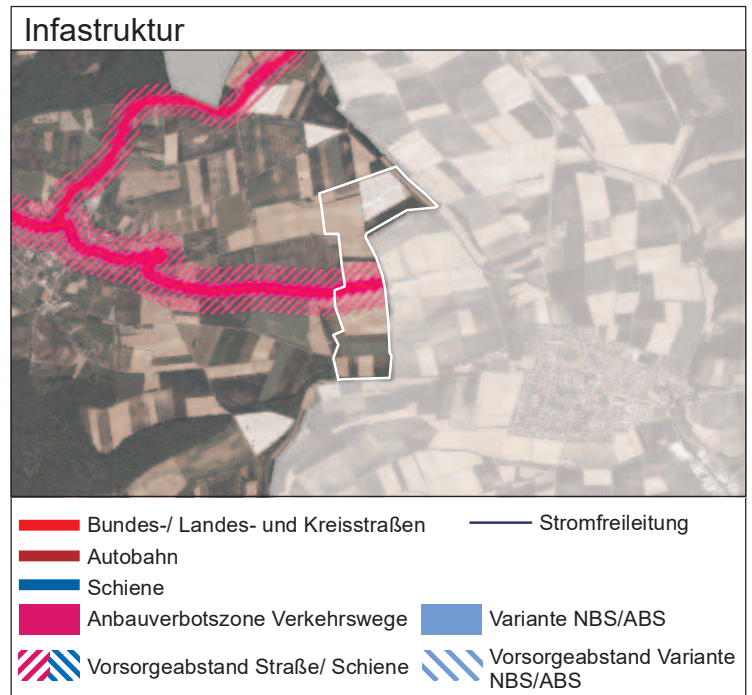 Infastruktur
Bundes-/ Landes- und Kreisstraßen
Stromfreileitung
Autobahn
Schiene
Anbauverbotszone Verkehrswege
Variante NBS/ABS
Vorsorgeabstand Straße/ Schiene
Vorsorgeabstand Variante
NBS/ABS